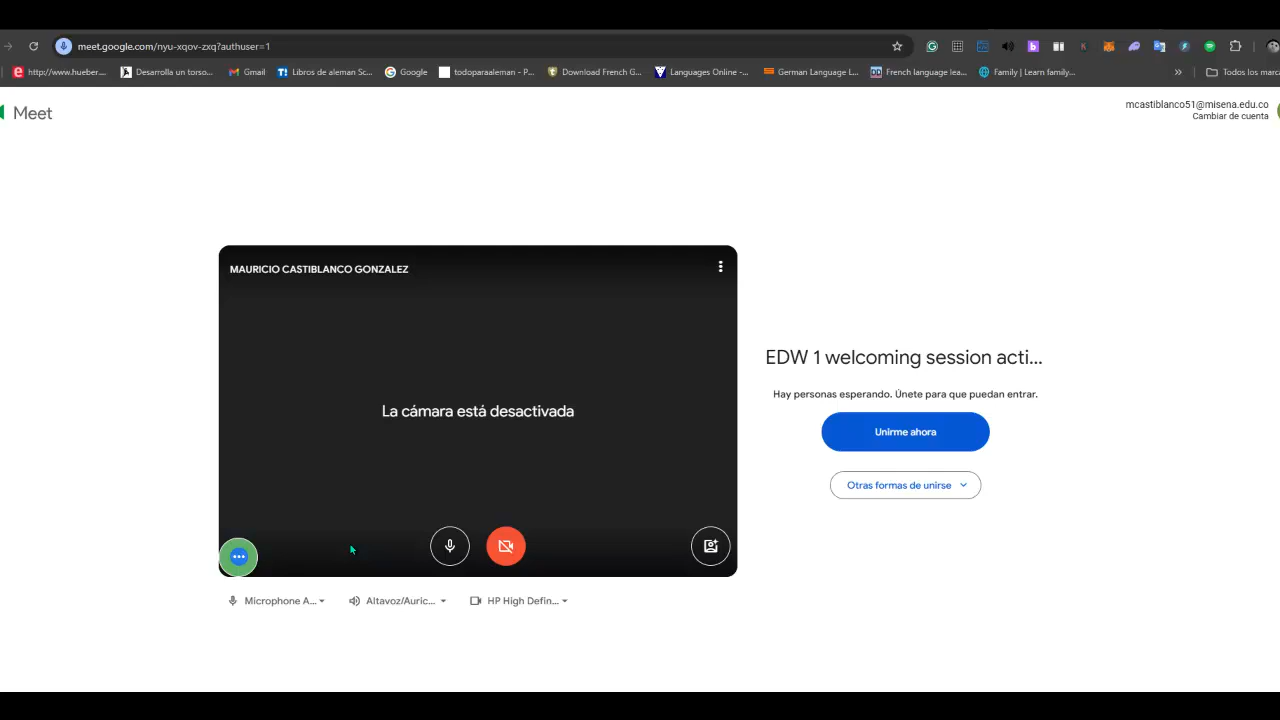 meet.google.com/nyu-xqov-zxq?authuser=1
http://www.hueber....
Desarrolla un torso...
Gmail
Libros de aleman Sc...
Google
todoparaaleman - P...
Download French G...
Languages Online -...
German Language L...
French language lea...
Family | Learn family...
»
Todos los marca
Meet
mcastiblanco51@misena.edu.co
Cambiar de cuenta
MAURICIO CASTIBLANCO GONZALEZ
La cámara está desactivada
EDW 1 welcoming session acti...
Hay personas esperando. Únete para que puedan entrar.
Unirme ahora
Otras formas de unirse
Microphone A...
Altavoz/Auric...
HP High Defin...